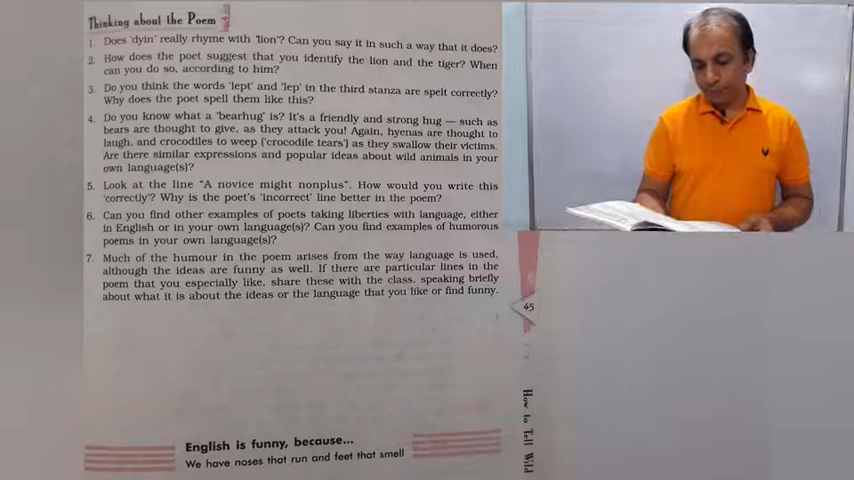 Thinking about the Poem
1. Does 'dyin' really rhyme with 'lion'? Can you say it in such a way that it does?
2. How does the poet suggest that you identify the lion and the tiger? When
can you do so, according to him?
3. Do you think the words 'lept' and 'lep' in the third stanza are spelt correctly?
Why does the poet spell them like this?
4. Do you know what a 'bearhug' is? It's a friendly and strong hug — such as
bears are thought to give, as they attack you! Again, hyenas are thought to
laugh, and crocodiles to weep ('crocodile tears') as they swallow their victims.
Are there similar expressions and popular ideas about wild animals in your
own language(s)?
5. Look at the line "A novice might nonplus". How would you write this
'correctly'? Why is the poet's 'incorrect' line better in the poem?
6. Can you find other examples of poets taking liberties with language, either
in English or in your own language(s)? Can you find examples of humorous
poems in your own language(s)?
7. Much of the humour in the poem arises from the way language is used,
although the ideas are funny as well. If there are particular lines in the
poem that you especially like, share these with the class, speaking briefly
about what it is about the ideas or the language that you like or find funny.
45
How to Tell Wild
English is funny, because...
We have noses that run and feet that smell